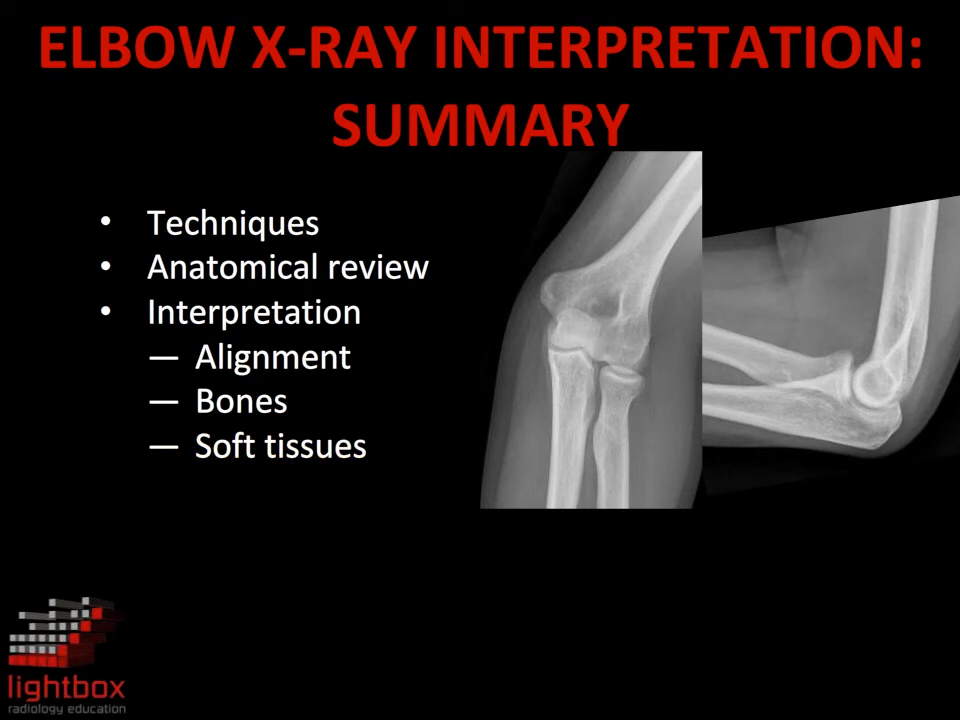 ELBOW X-RAY INTERPRETATION:
SUMMARY
• Techniques
• Anatomical review
• Interpretation
— Alignment
— Bones
— Soft tissues
lightbox
radiology education